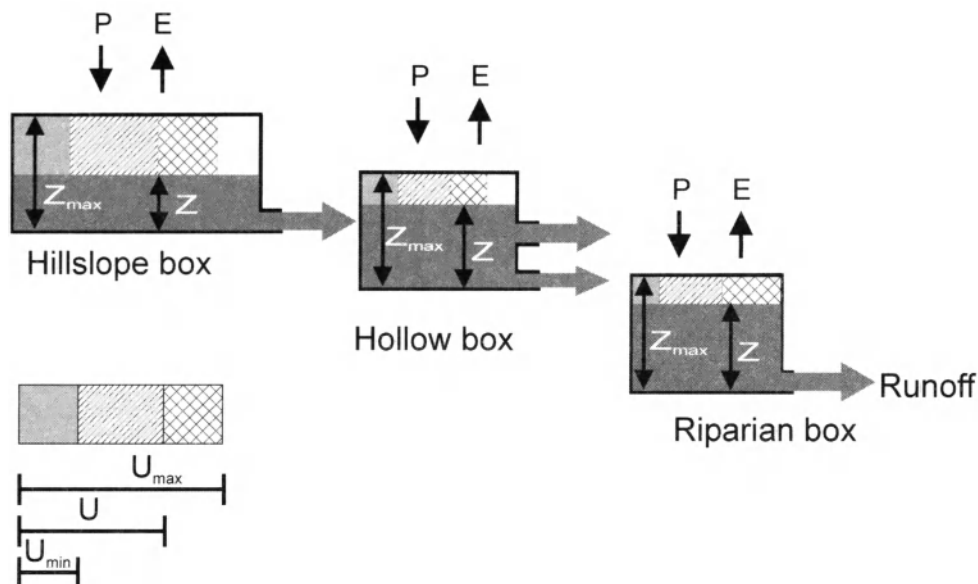 P E
Z_max Z
Hillslope box
P E
Z_max Z
Hollow box
P E
Z_max Z
Runoff
Riparian box
U_max
U
U_min